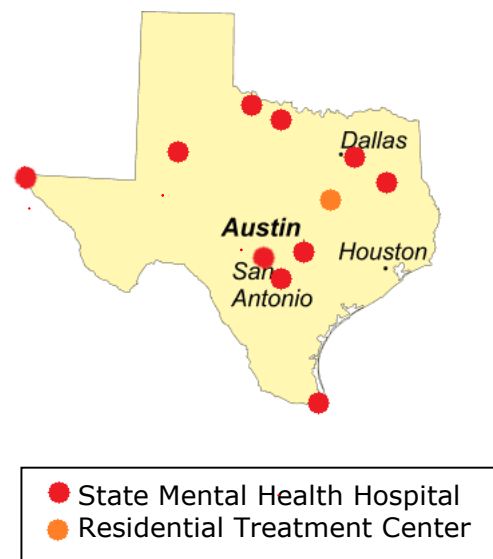 Dallas
Austin
Houston
San
Antonio
State Mental Health Hospital
Residential Treatment Center